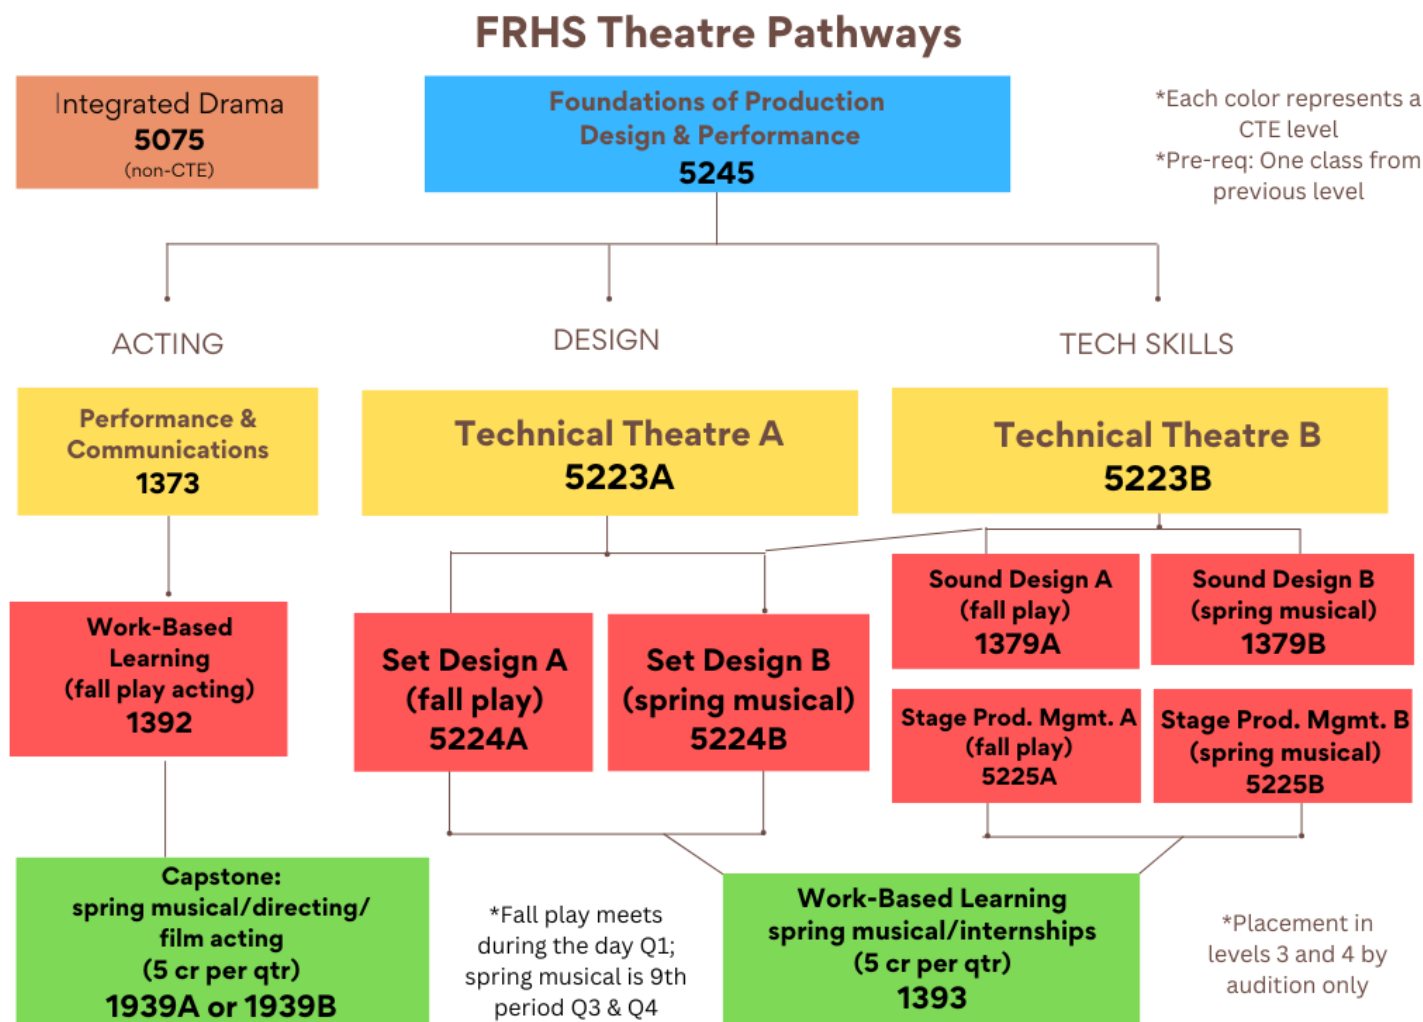 FRHS Theatre Pathways
Integrated Drama
5075
(non-CTE)
Foundations of Production
Design & Performance
5245
*Each color represents a
CTE level
*Pre-req: One class from
previous level
ACTING
DESIGN
TECH SKILLS
Performance &
Communications
1373
Technical Theatre A
5223A
Technical Theatre B
5223B
Work-Based
Learning
(fall play acting)
1392
Set Design A
(fall play)
5224A
Set Design B
(spring musical)
5224B
Sound Design A
(fall play)
1379A
Sound Design B
(spring musical)
1379B
Stage Prod. Mgmt. A
(fall play)
5225A
Stage Prod. Mgmt. B
(spring musical)
5225B
Capstone:
spring musical/directing/
film acting
(5 cr per qtr)
1939A or 1939B
*Fall play meets
during the day Q1;
spring musical is 9th
period Q3 & Q4
Work-Based Learning
spring musical/internships
(5 cr per qtr)
1393
*Placement in
levels 3 and 4 by
audition only